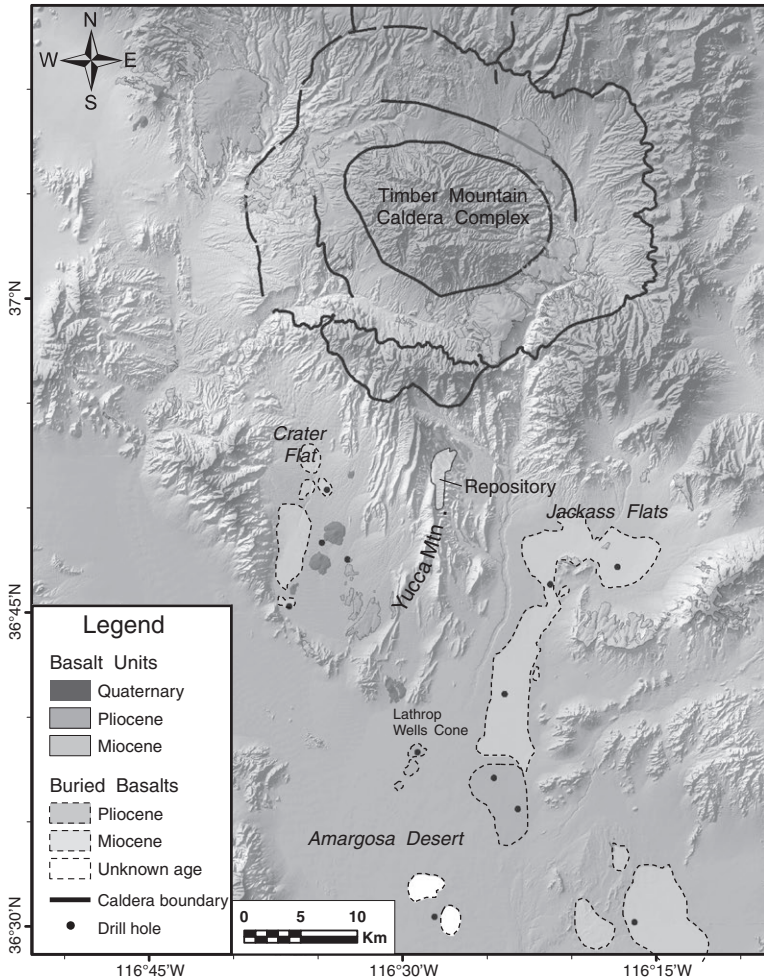 N
W E
S
Timber Mountain
Caldera Complex
37°N
Crater
Flat
Repository
Jackass Flats
Yucca Mtn
36°45'N
Lathrop
Wells Cone
Amargosa Desert
36°30'N
Legend
Basalt Units
Quaternary
Pliocene
Miocene
Buried Basalts
Pliocene
Miocene
Unknown age
Caldera boundary
Drill hole
0 5 10
Km
116°45'W 116°30'W 116°15'W